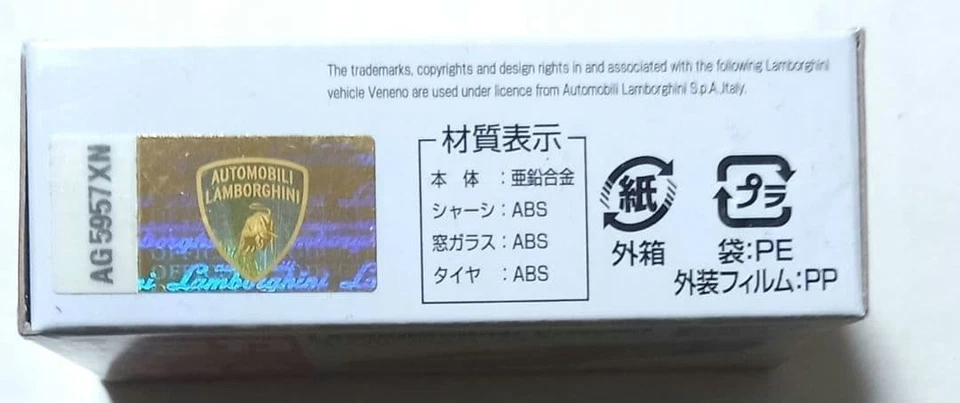 The trademarks, copyrights and design rights in and associated with the following Lamborghini
vehicle Veneno are used under licence from Automobili Lamborghini S.p.A.Italy.
AG 5957 XN
AUTOMOBILI
LAMBORGHINI
Lamborghini
材質表示
本 体 :亜鉛合金
シャーシ:ABS
窓ガラス:ABS
タイヤ :ABS
紙
外箱
プラ
袋:PE
外装フィルム:PP